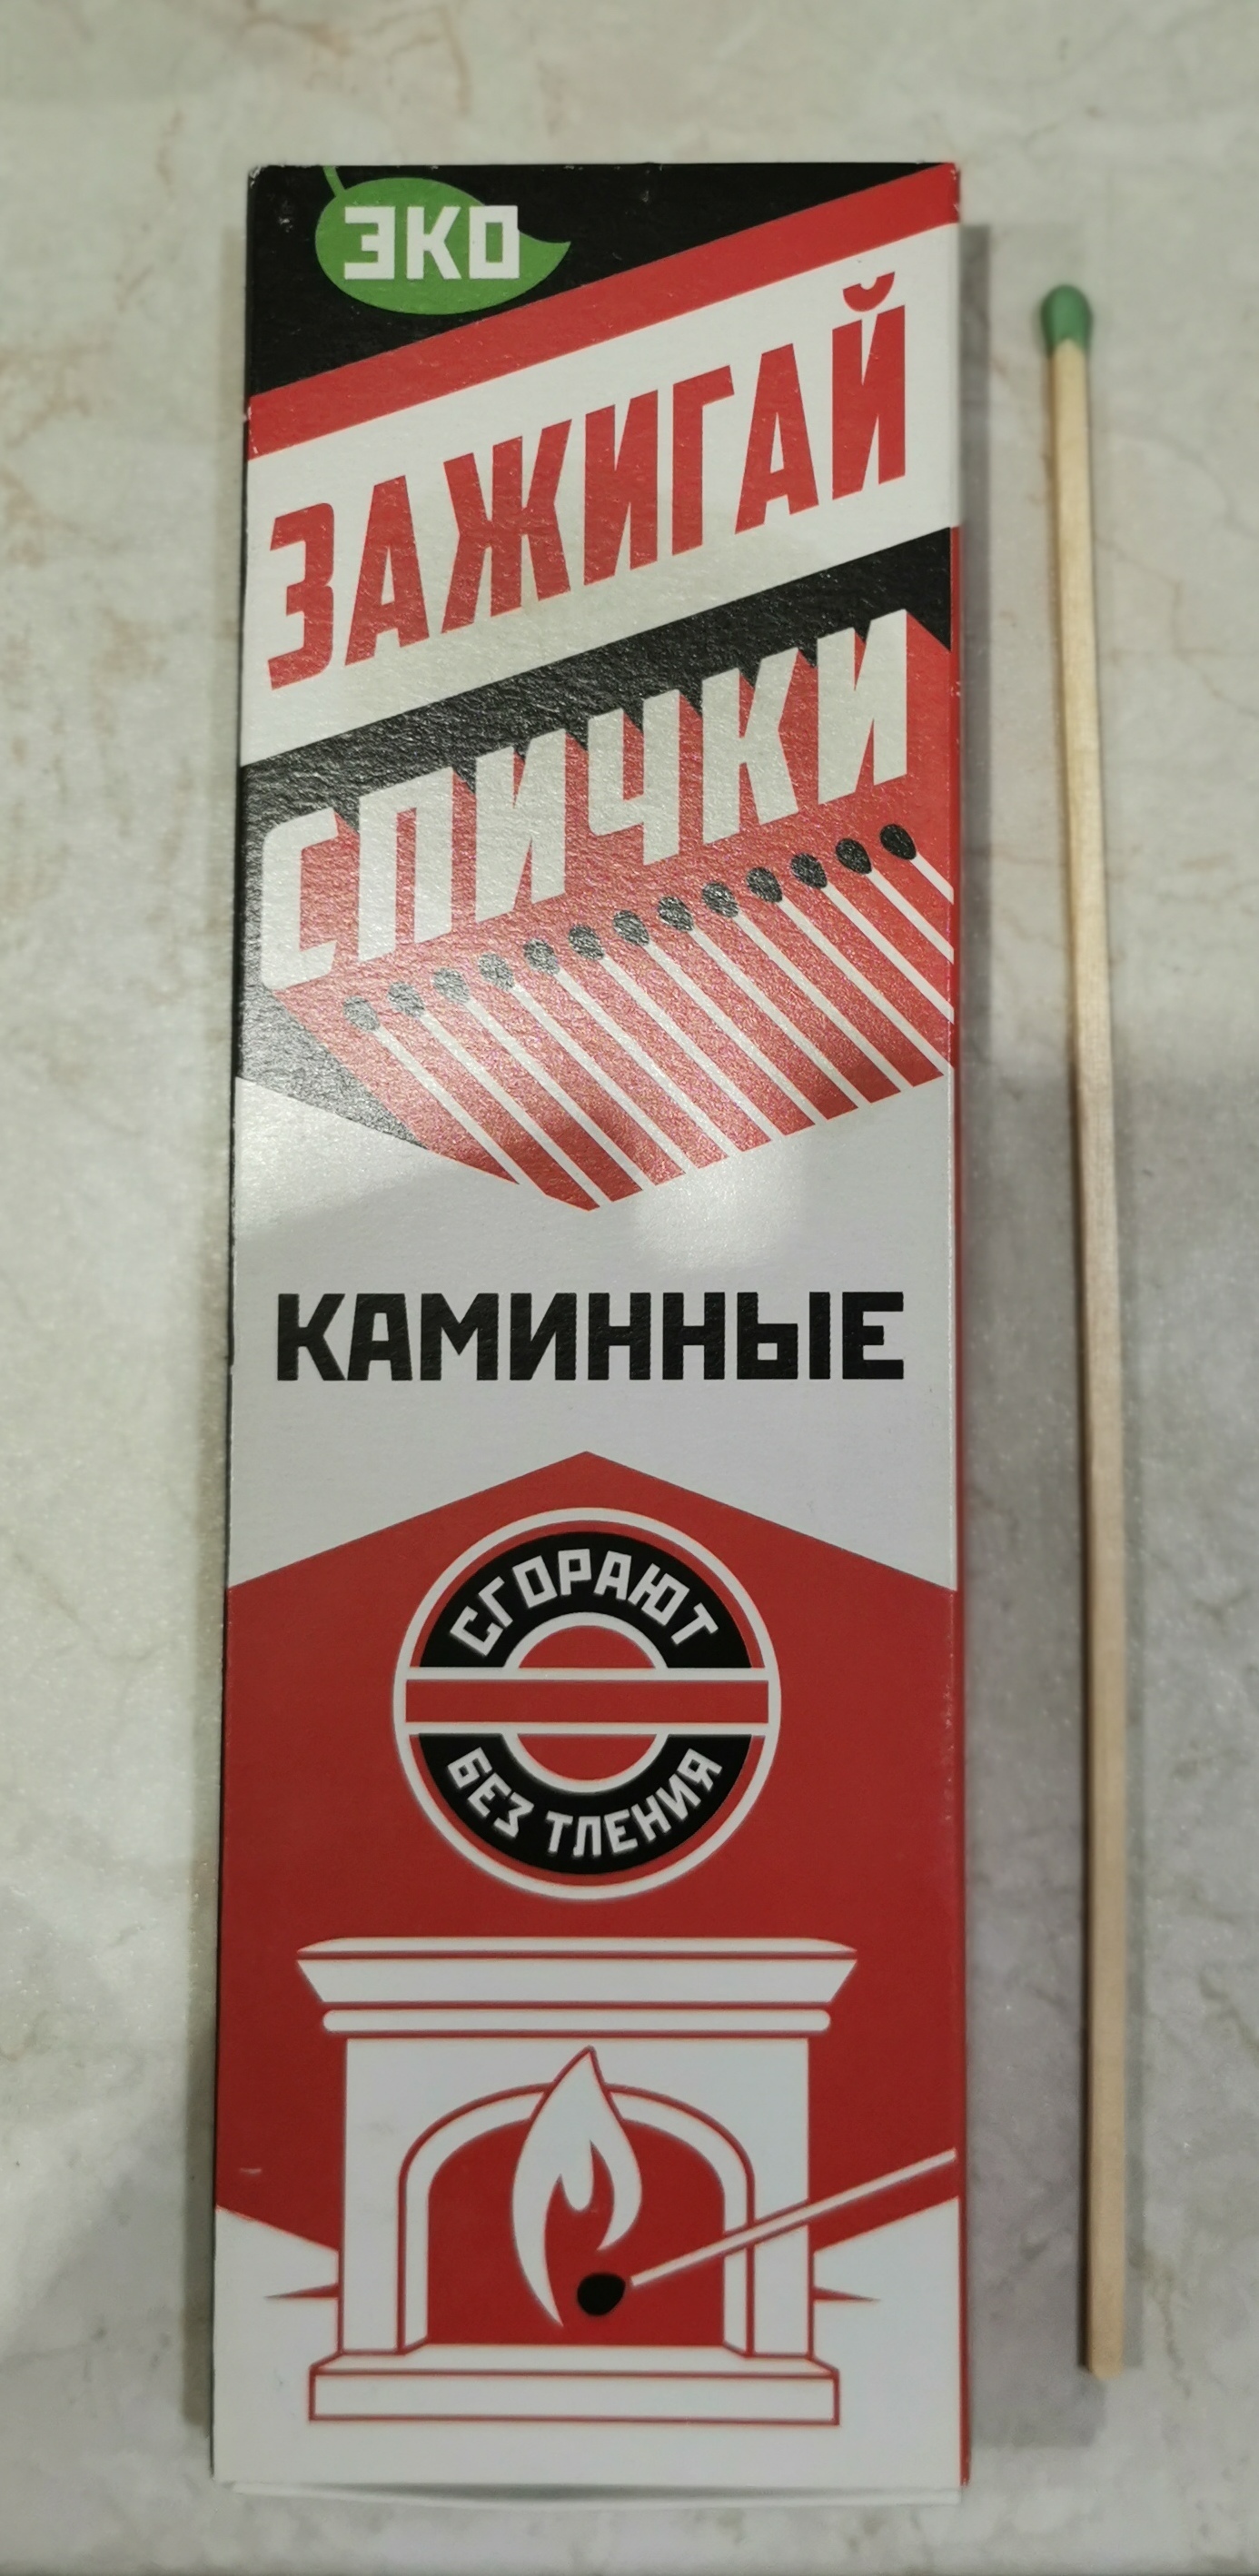 ЭКО
ЗАЖИГАЙ
СПИЧКИ
КАМИННЫЕ
СГОРАЮТ
БЕЗ ТЛЕНИЯ